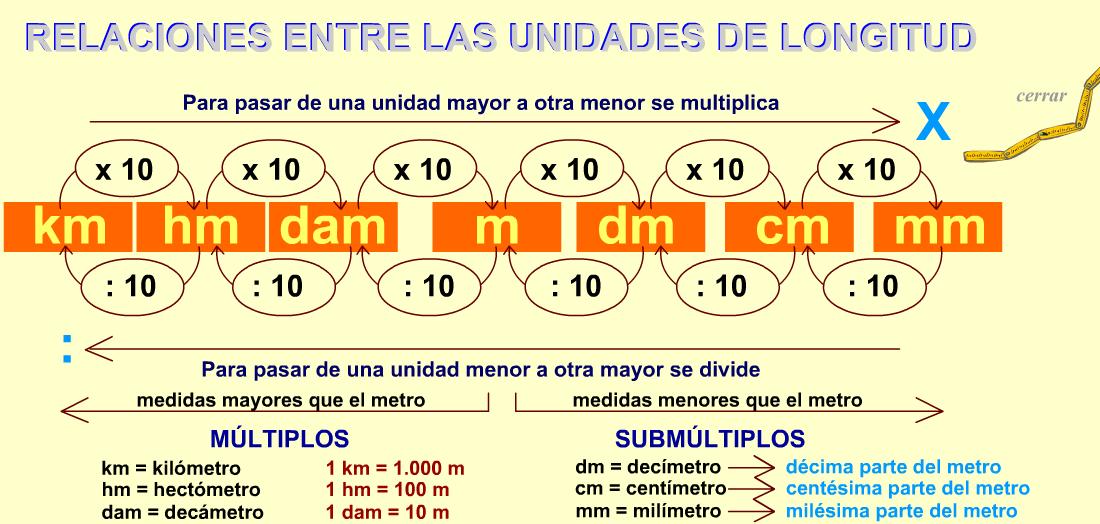 RELACIONES ENTRE LAS UNIDADES DE LONGITUD
Para pasar de una unidad mayor a otra menor se multiplica
X
cerrar
x 10 x 10 x 10 x 10 x 10 x 10
km hm dam m dm cm mm
: 10 : 10 : 10 : 10 : 10 : 10
:
Para pasar de una unidad menor a otra mayor se divide
medidas mayores que el metro medidas menores que el metro
MÚLTIPLOS SUBMÚLTIPLOS
km = kilómetro 1 km = 1.000 m dm = decímetro décima parte del metro
hm = hectómetro 1 hm = 100 m cm = centímetro centésima parte del metro
dam = decámetro 1 dam = 10 m mm = milímetro milésima parte del metro